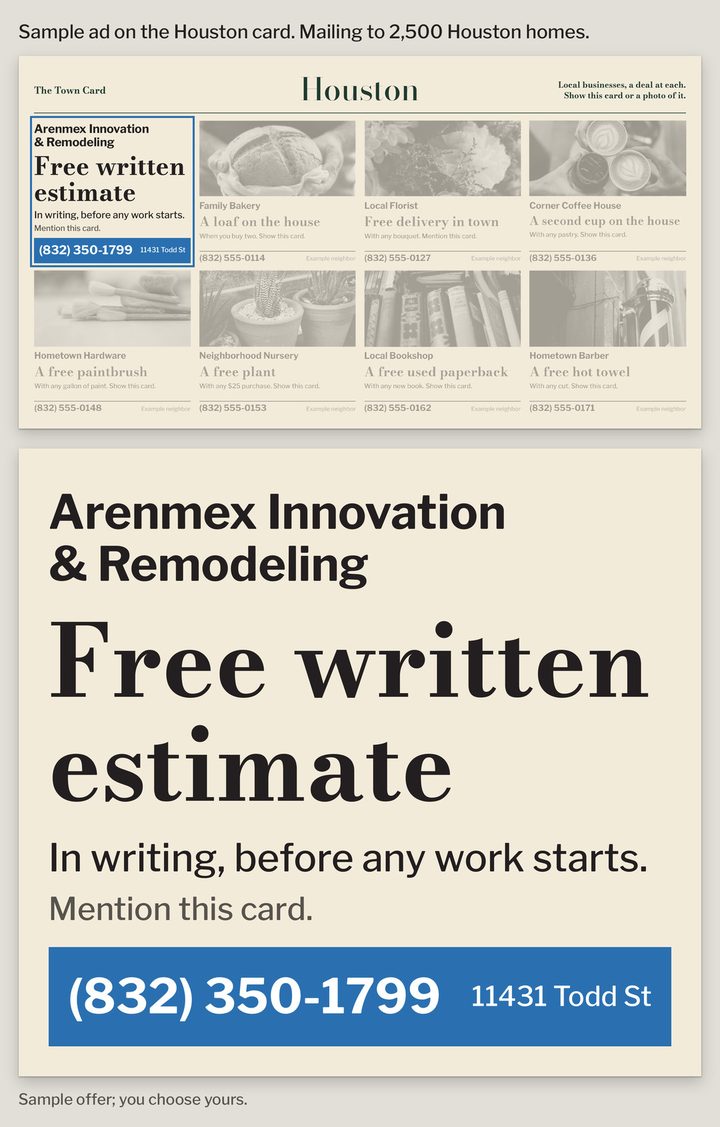 Sample ad on the Houston card. Mailing to 2,500 Houston homes.
The Town Card
Houston
Local businesses, a deal at each.
Show this card or a photo of it.
Arenmex Innovation
& Remodeling
Free written
estimate
In writing, before any work starts.
Mention this card.
(832) 350-1799 11431 Todd St
Family Bakery
A loaf on the house
When you buy two. Show this card.
(832) 555-0114 Example neighbor
Local Florist
Free delivery in town
With any bouquet. Mention this card.
(832) 555-0127 Example neighbor
Corner Coffee House
A second cup on the house
With any pastry. Show this card.
(832) 555-0136 Example neighbor
Hometown Hardware
A free paintbrush
With any gallon of paint. Show this card.
(832) 555-0148 Example neighbor
Neighborhood Nursery
A free plant
With any $25 purchase. Show this card.
(832) 555-0153 Example neighbor
Local Bookshop
A free used paperback
With any new book. Show this card.
(832) 555-0162 Example neighbor
Hometown Barber
A free hot towel
With any cut. Show this card.
(832) 555-0171 Example neighbor
Arenmex Innovation
& Remodeling
Free written
estimate
In writing, before any work starts.
Mention this card.
(832) 350-1799 11431 Todd St
Sample offer; you choose yours.